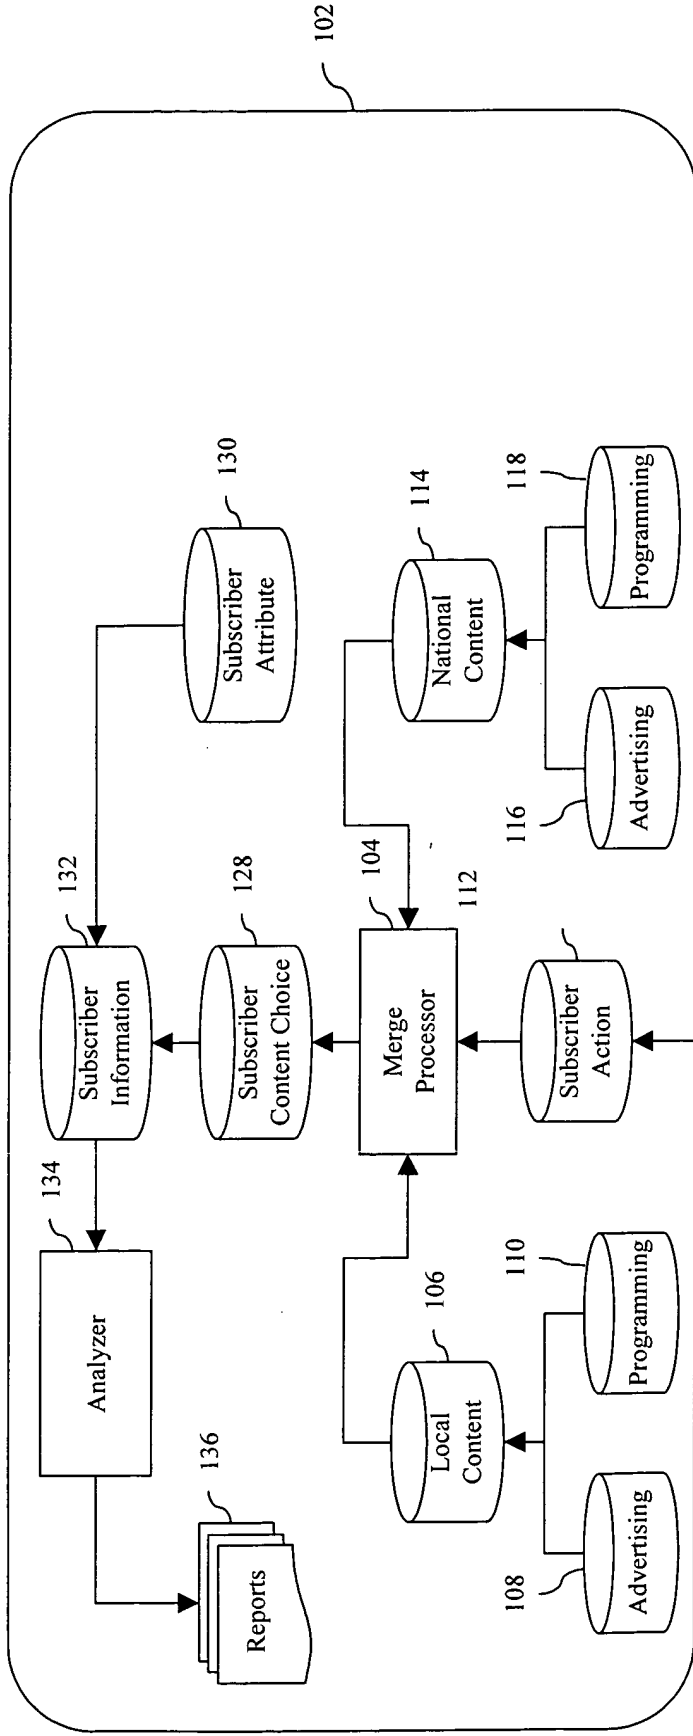 102
134
132
Analyzer
Subscriber
Information
136
Reports
128
130
Subscriber
Content Choice
Subscriber
Attribute
106
104
114
Local
Content
Merge
Processor
National
Content
112
108
110
116
118
Advertising
Programming
Subscriber
Action
Advertising
Programming